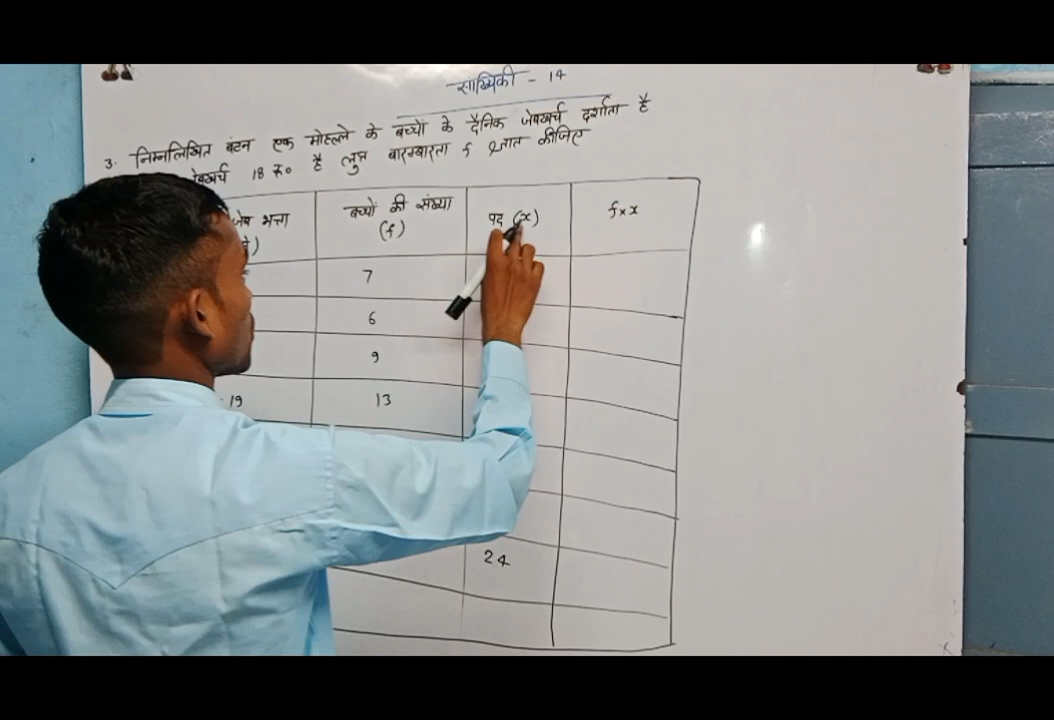 सांख्यिकी - 14
3. निम्नलिखित बंटन एक मोहल्ले के बच्चों के दैनिक जेबखर्च दर्शाता है
18 रु० है लुप्त बारम्बारता f ज्ञात कीजिए
जेब भत्ता बच्चों की संख्या (f) पद (x) f×x
7
6
9
19 13
24